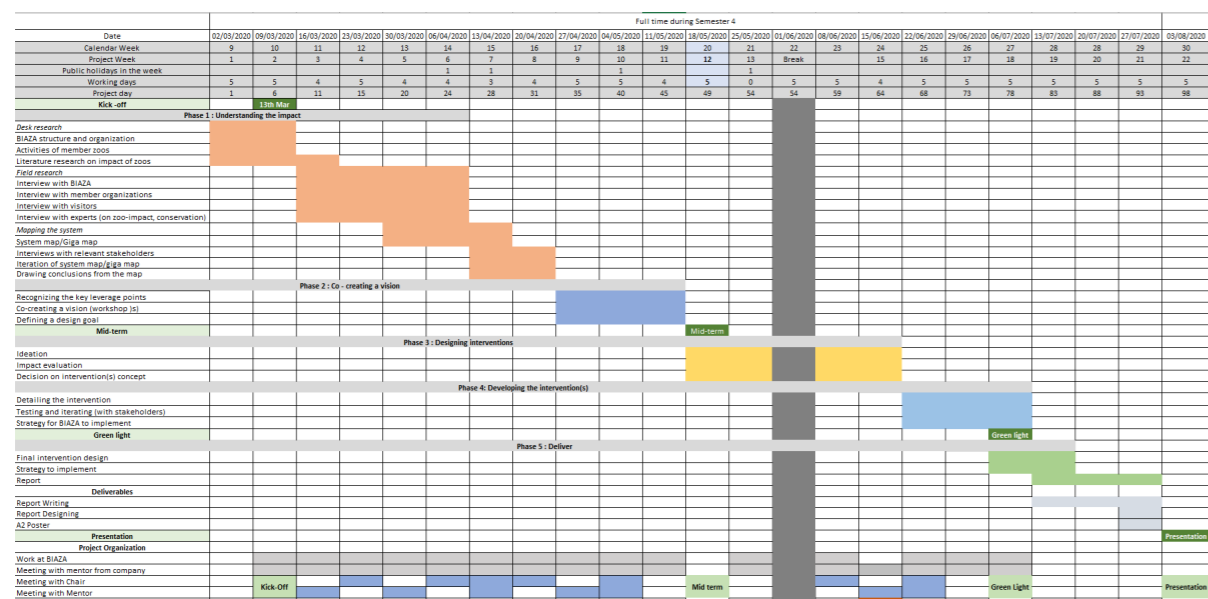 Full time during Semester 4
Date 02/03/2020 09/03/2020 16/03/2020 23/03/2020 30/03/2020 06/04/2020 13/04/2020 20/04/2020 27/04/2020 04/05/2020 11/05/2020 18/05/2020 25/05/2020 01/06/2020 08/06/2020 15/06/2020 22/06/2020 29/06/2020 06/07/2020 13/07/2020 20/07/2020 27/07/2020 03/08/2020
Calendar Week 9 10 11 12 13 14 15 16 17 18 19 20 21 22 23 24 25 26 27 28 28 29 30
Project Week 1 2 3 4 5 6 7 8 9 10 11 12 13 Break 15 16 17 18 19 20 21 22
Public holidays in the week 1 1 1 1
Working days 5 5 4 5 4 4 3 4 5 5 4 5 0 0 5 5 4 5 5 5 5 5 5
Project day 1 6 11 15 20 24 28 31 35 40 45 49 54 54 59 64 68 73 78 83 88 93 98
Kick -off 13th Mar
Phase 1 : Understanding the impact
Desk research
BIAZA structure and organization
Activities of member zoos
Literature research on impact of zoos
Field research
Interview with BIAZA
Interview with member organizations
Interview with visitors
Interview with experts (on zoo-impact, conservation)
Mapping the system
System map/Giga map
Interviews with relevant stakeholders
Iteration of system map/giga map
Drawing conclusions from the map
Phase 2 : Co - creating a vision
Recognizing the key leverage points
Co-creating a vision (workshop )s)
Defining a design goal
Mid-term Mid-term
Phase 3 : Designing interventions
Ideation
Impact evaluation
Decision on intervention(s) concept
Phase 4: Developing the intervention(s)
Detailing the intervention
Testing and iterating (with stakeholders)
Strategy for BIAZA to implement
Green light Green light
Phase 5 : Deliver
Final intervention design
Strategy to implement
Report
Deliverables
Report Writing
Report Designing
A2 Poster
Presentation Presentation
Project Organization
Work at BIAZA
Meeting with mentor from company
Meeting with Chair
Kick-Off Mid term Green Light Presentation
Meeting with Mentor